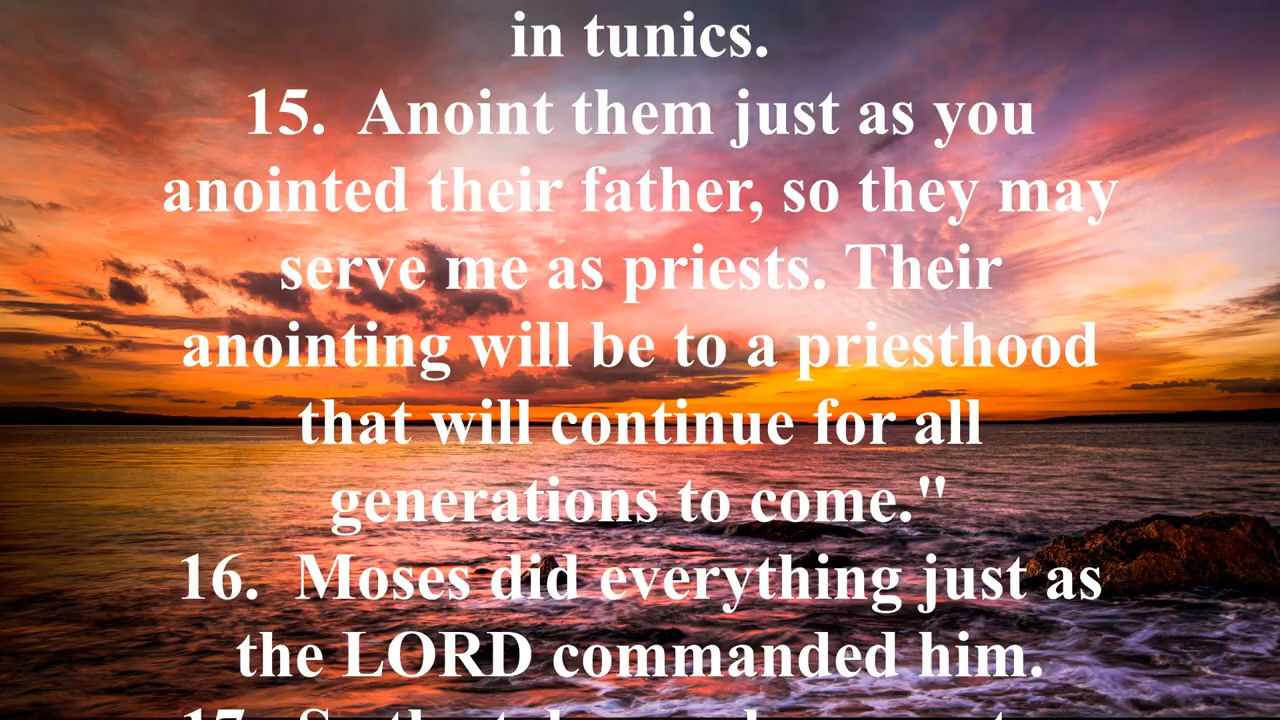 in tunics.
15.  Anoint them just as you
anointed their father, so they may
serve me as priests. Their
anointing will be to a priesthood
that will continue for all
generations to come."
16.  Moses did everything just as
the LORD commanded him.